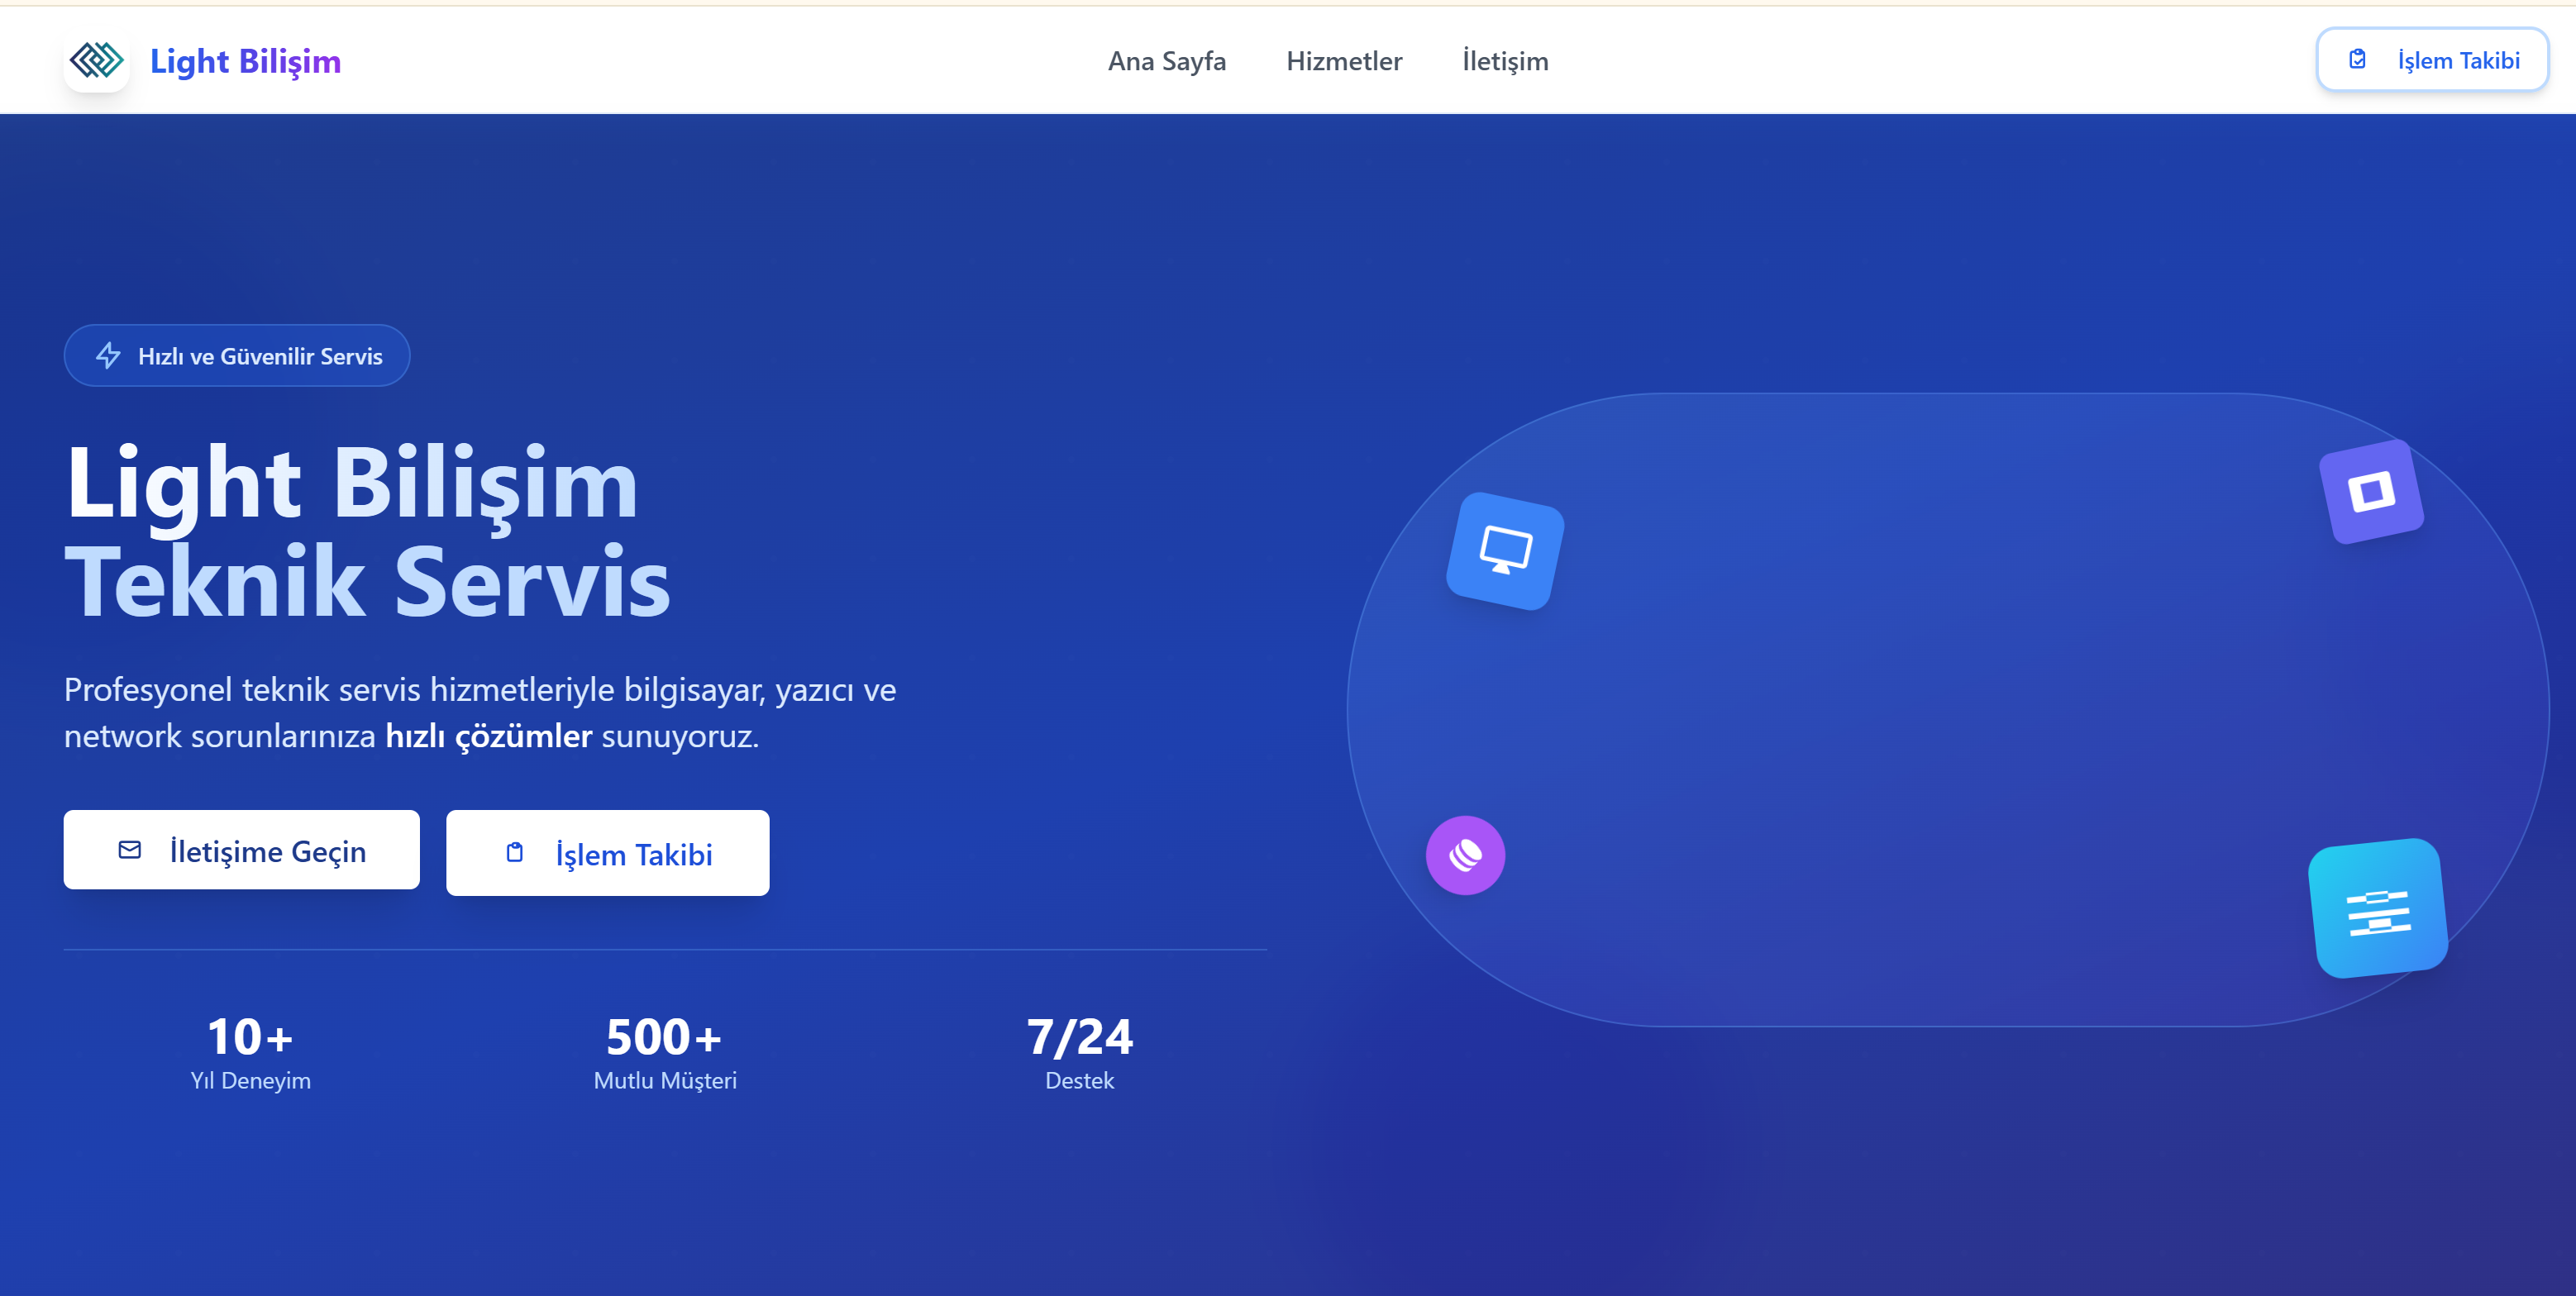 Light Bilişim
Ana Sayfa
Hizmetler
İletişim
İşlem Takibi
Hızlı ve Güvenilir Servis
Light Bilişim
Teknik Servis
Profesyonel teknik servis hizmetleriyle bilgisayar, yazıcı ve
network sorunlarınıza hızlı çözümler sunuyoruz.
İletişime Geçin
İşlem Takibi
10+
Yıl Deneyim
500+
Mutlu Müşteri
7/24
Destek